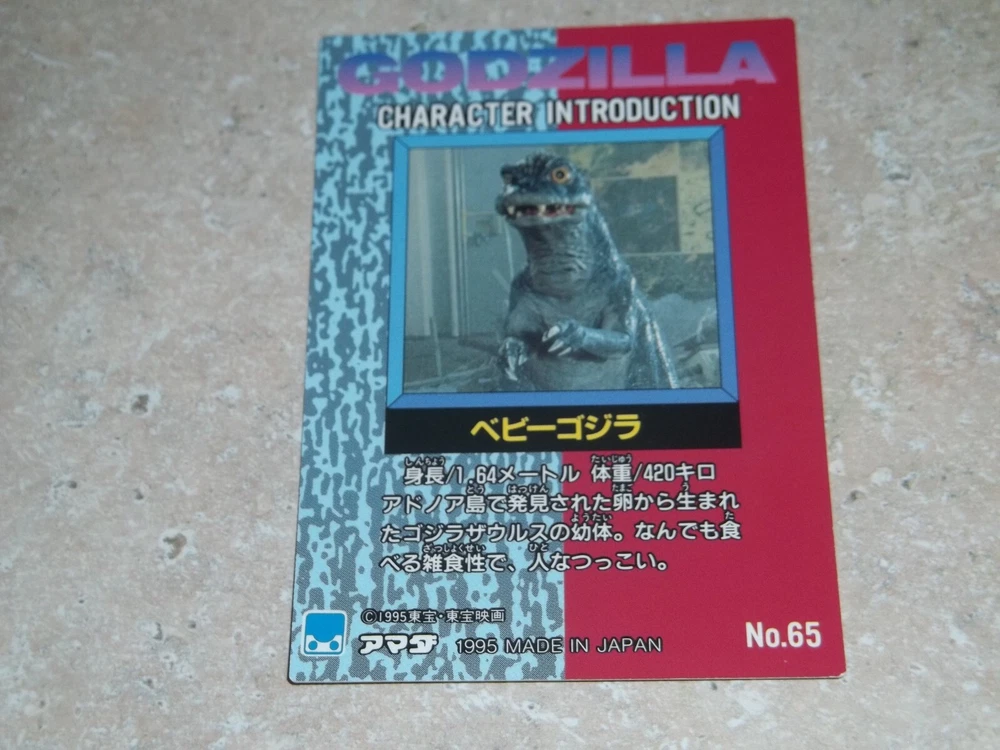 GODZILLA
CHARACTER INTRODUCTION
ベビーゴジラ
身長/1.64メートル 体重/420キロ
アドノア島で発見された卵から生まれ
たゴジラザウルスの幼体。なんでも食
べる雑食性で、人なつっこい。
©1995東宝・東宝映画
アマダ 1995 MADE IN JAPAN
No.65